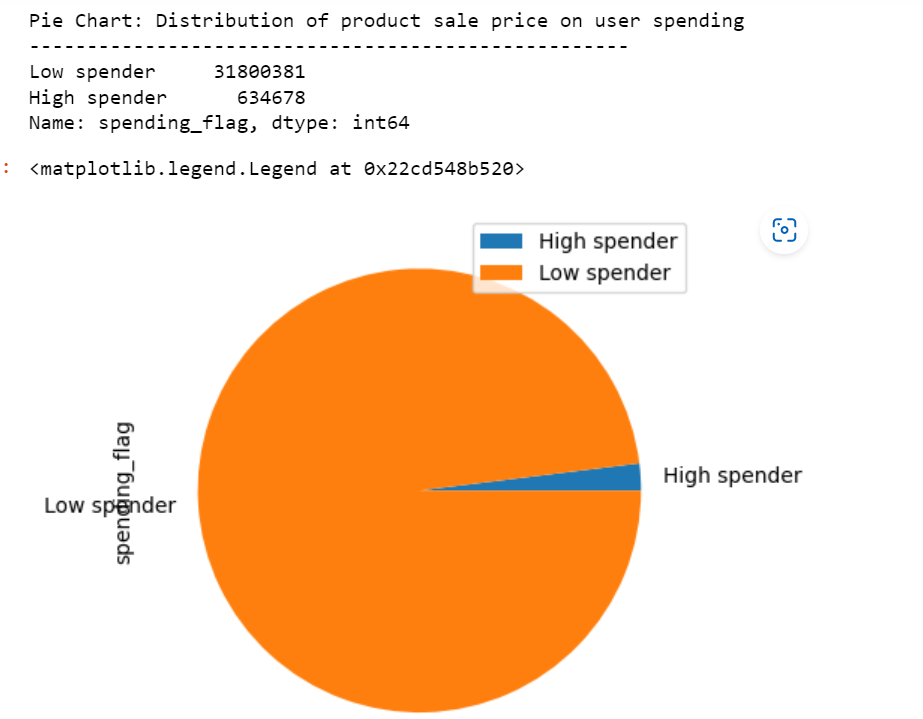 Pie Chart: Distribution of product sale price on user spending
----------------------------------------------------
Low spender     31800381
High spender      634678
Name: spending_flag, dtype: int64
: <matplotlib.legend.Legend at 0x22cd548b520>
High spender
Low spender
High spender
Low spender
spending_flag